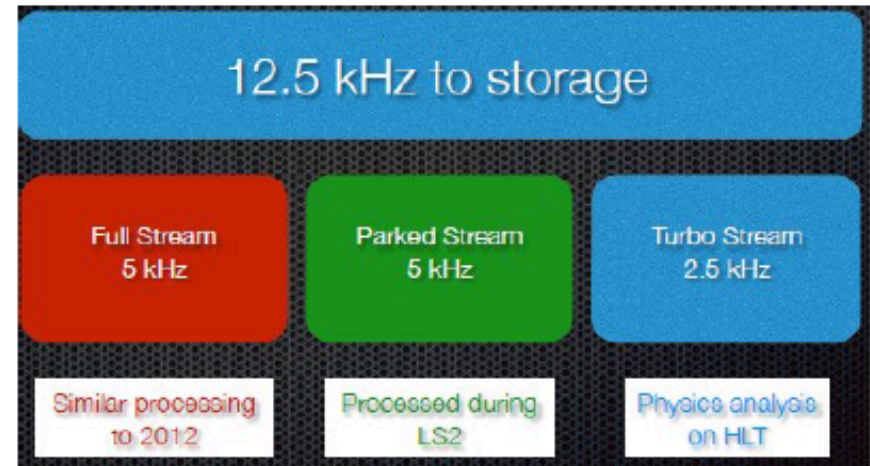 12.5 kHz to storage
Full Stream
5 kHz
Parked Stream
5 kHz
Turbo Stream
2.5 kHz
Similar processing
to 2012
Processed during
LS2
Physics analysis
on HLT